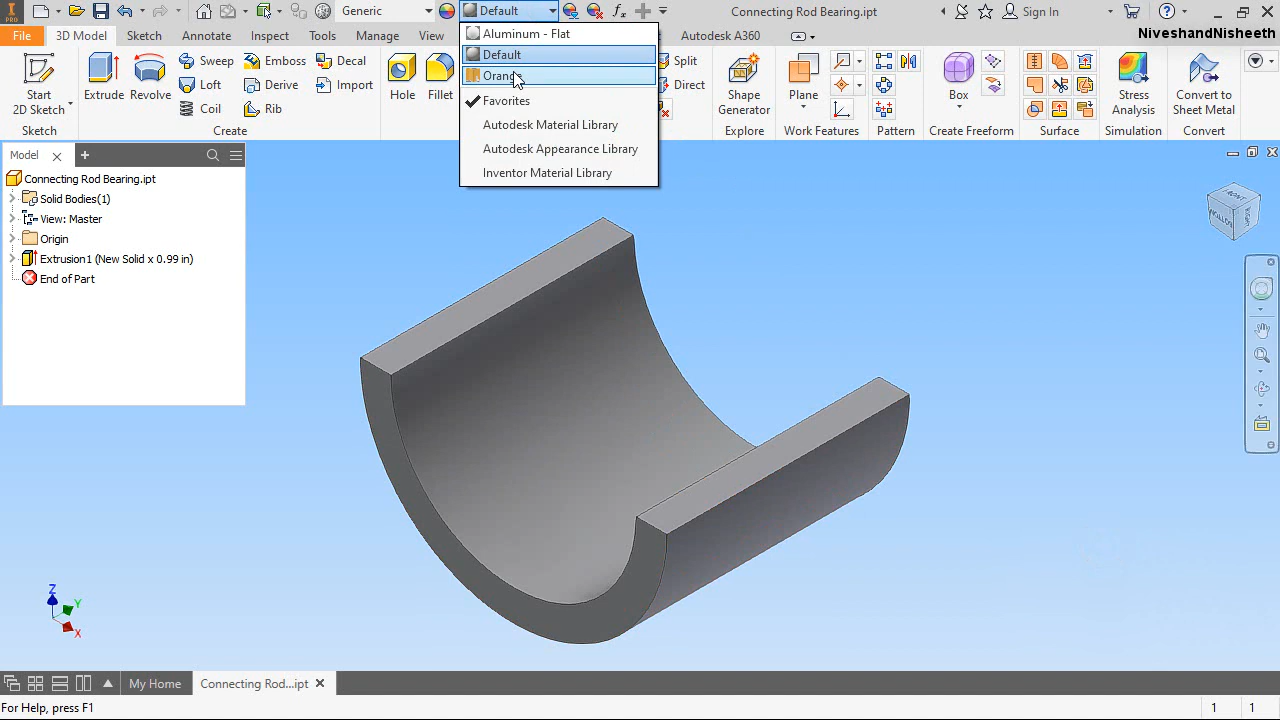 PRO
Generic
Default
fx
Connecting Rod Bearing.ipt
Sign In
NiveshandNisheeth
File
3D Model
Sketch
Annotate
Inspect
Tools
Manage
View
Autodesk A360
Aluminum - Flat
Default
Favorites
Autodesk Material Library
Autodesk Appearance Library
Inventor Material Library
Start
2D Sketch
Sketch
Extrude
Revolve
Sweep
Loft
Coil
Emboss
Derive
Rib
Decal
Import
Create
Hole
Fillet
Split
Direct
Shape
Generator
Explore
Plane
Work Features
Pattern
Box
Create Freeform
Surface
Stress
Analysis
Simulation
Convert to
Sheet Metal
Convert
Model
Connecting Rod Bearing.ipt
Solid Bodies(1)
View: Master
Origin
Extrusion1 (New Solid x 0.99 in)
End of Part
FRONT
BOTTOM
Z
Y
X
My Home
Connecting Rod...ipt
For Help, press F1
1
1